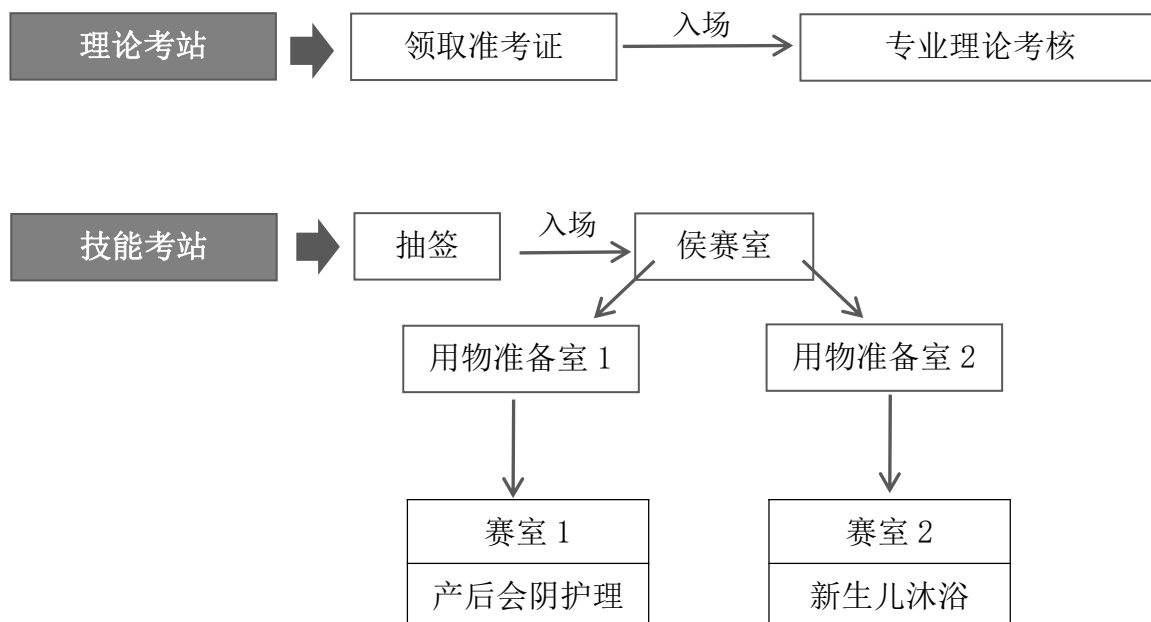 理论考站
领取准考证
入场
专业理论考核
技能考站
抽签
入场
侯赛室
用物准备室 1
用物准备室 2
赛室 1
产后会阴护理
赛室 2
新生儿沐浴